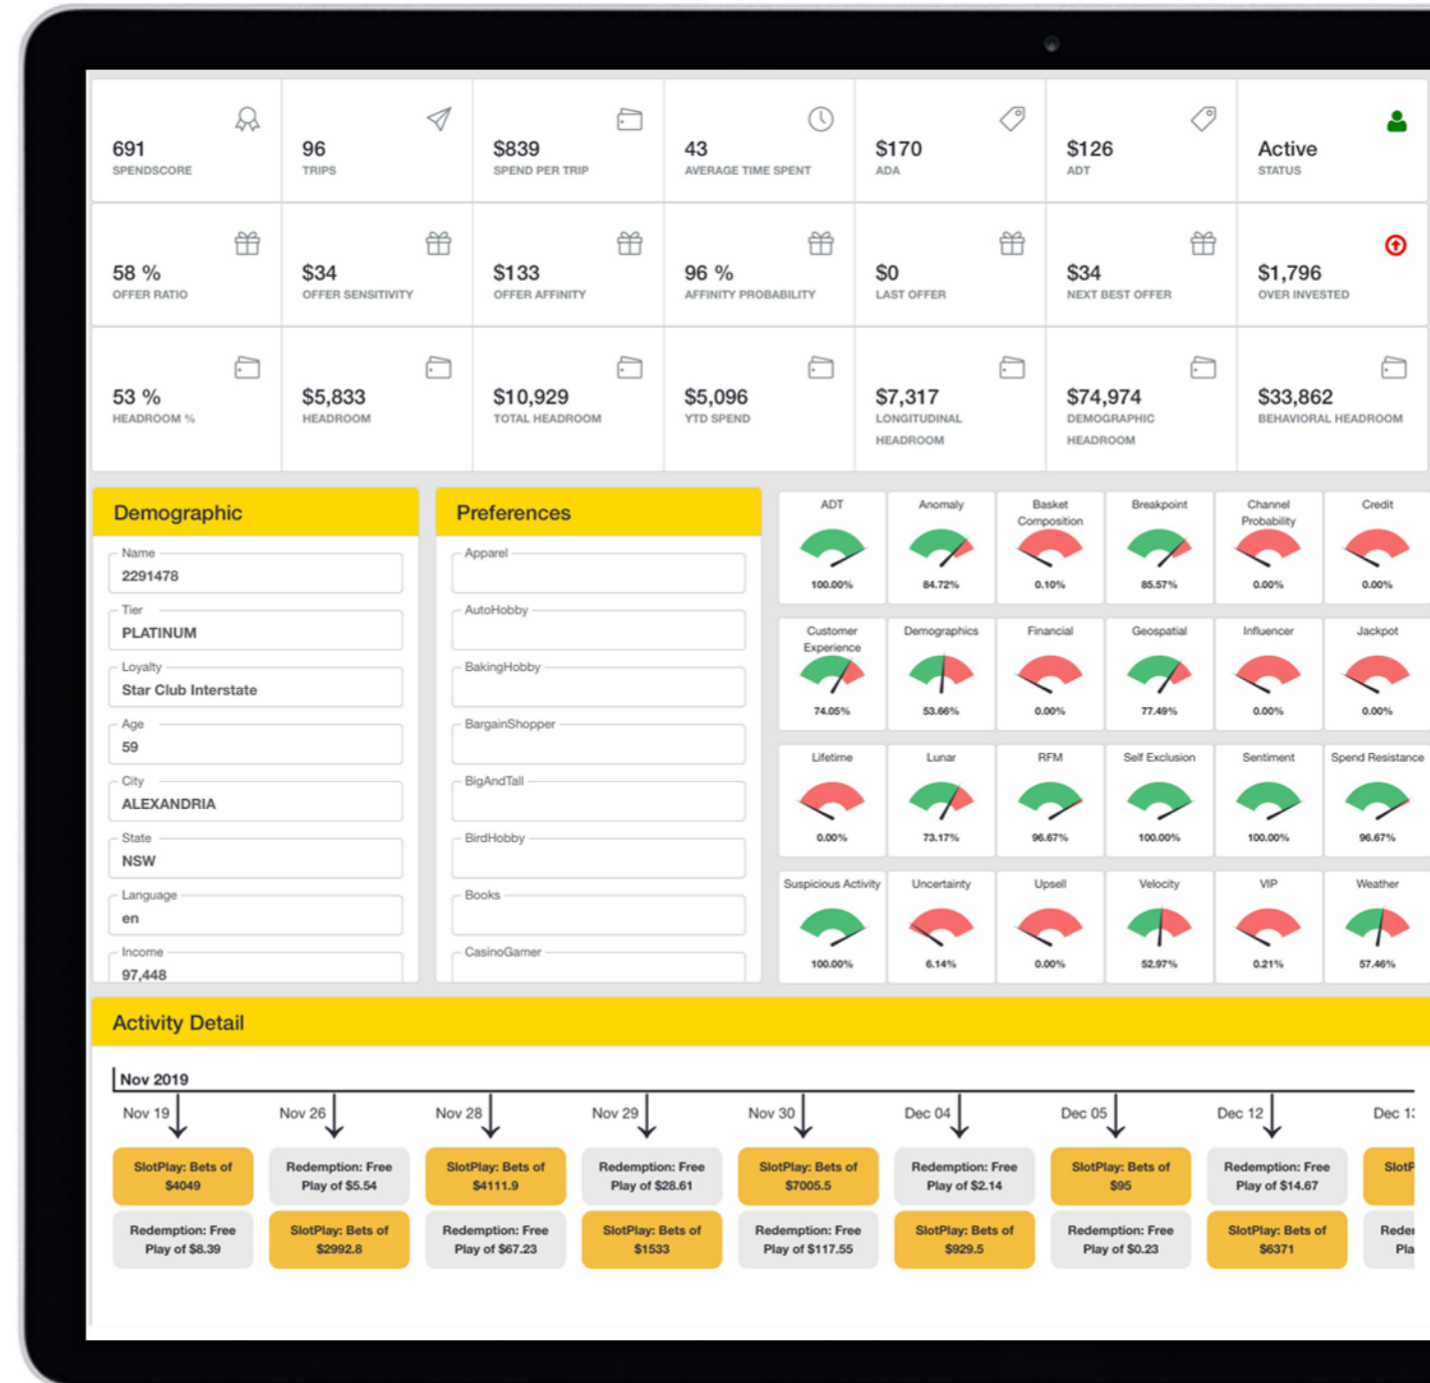 691
SPENDSCORE
96
TRIPS
$839
SPEND PER TRIP
43
AVERAGE TIME SPENT
$170
ADA
$126
ADT
Active
STATUS
58 %
OFFER RATIO
$34
OFFER SENSITIVITY
$133
OFFER AFFINITY
96 %
AFFINITY PROBABILITY
$0
LAST OFFER
$34
NEXT BEST OFFER
$1,796
OVER INVESTED
53 %
HEADROOM %
$5,833
HEADROOM
$10,929
TOTAL HEADROOM
$5,096
YTD SPEND
$7,317
LONGITUDINAL
HEADROOM
$74,974
DEMOGRAPHIC
HEADROOM
$33,862
BEHAVIORAL HEADROOM
Demographic
Name
2291478
Tier
PLATINUM
Loyalty
Star Club Interstate
Age
59
City
ALEXANDRIA
State
NSW
Language
en
Income
97,448
Preferences
Apparel
AutoHobby
BakingHobby
BargainShopper
BigAndTall
BirdHobby
Books
CasinoGamer
ADT
100.00%
Anomaly
84.72%
Basket
Composition
0.10%
Breakpoint
85.57%
Channel
Probability
0.00%
Credit
0.00%
Customer
Experience
74.05%
Demographics
53.66%
Financial
0.00%
Geospatial
77.49%
Influencer
0.00%
Jackpot
0.00%
Lifetime
0.00%
Lunar
73.17%
RFM
96.67%
Self Exclusion
100.00%
Sentiment
100.00%
Spend Resistance
96.67%
Suspicious Activity
100.00%
Uncertainty
6.14%
Upsell
0.00%
Velocity
52.97%
VIP
0.21%
Weather
57.46%
Activity Detail
Nov 2019
Nov 19
SlotPlay: Bets of
$4049
Redemption: Free
Play of $8.39
Nov 26
Redemption: Free
Play of $5.54
SlotPlay: Bets of
$2992.8
Nov 28
SlotPlay: Bets of
$4111.9
Redemption: Free
Play of $67.23
Nov 29
Redemption: Free
Play of $28.61
SlotPlay: Bets of
$1533
Nov 30
SlotPlay: Bets of
$7005.5
Redemption: Free
Play of $117.55
Dec 04
Redemption: Free
Play of $2.14
SlotPlay: Bets of
$929.5
Dec 05
SlotPlay: Bets of
$95
Redemption: Free
Play of $0.23
Dec 12
Redemption: Free
Play of $14.67
SlotPlay: Bets of
$6371
Dec